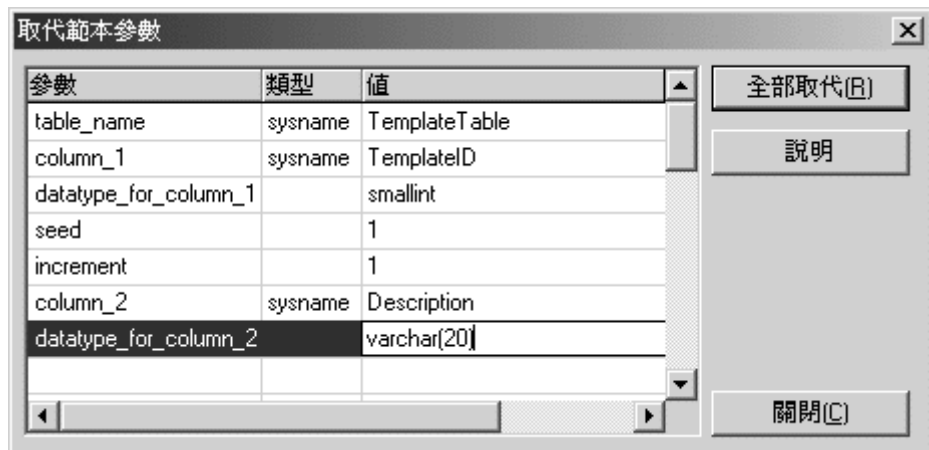 取代範本參數
參數 類型 值
table_name sysname TemplateTable
column_1 sysname TemplateID
datatype_for_column_1 smallint
seed 1
increment 1
column_2 sysname Description
datatype_for_column_2 varchar(20)
全部取代(R)
説明
關閉(C)